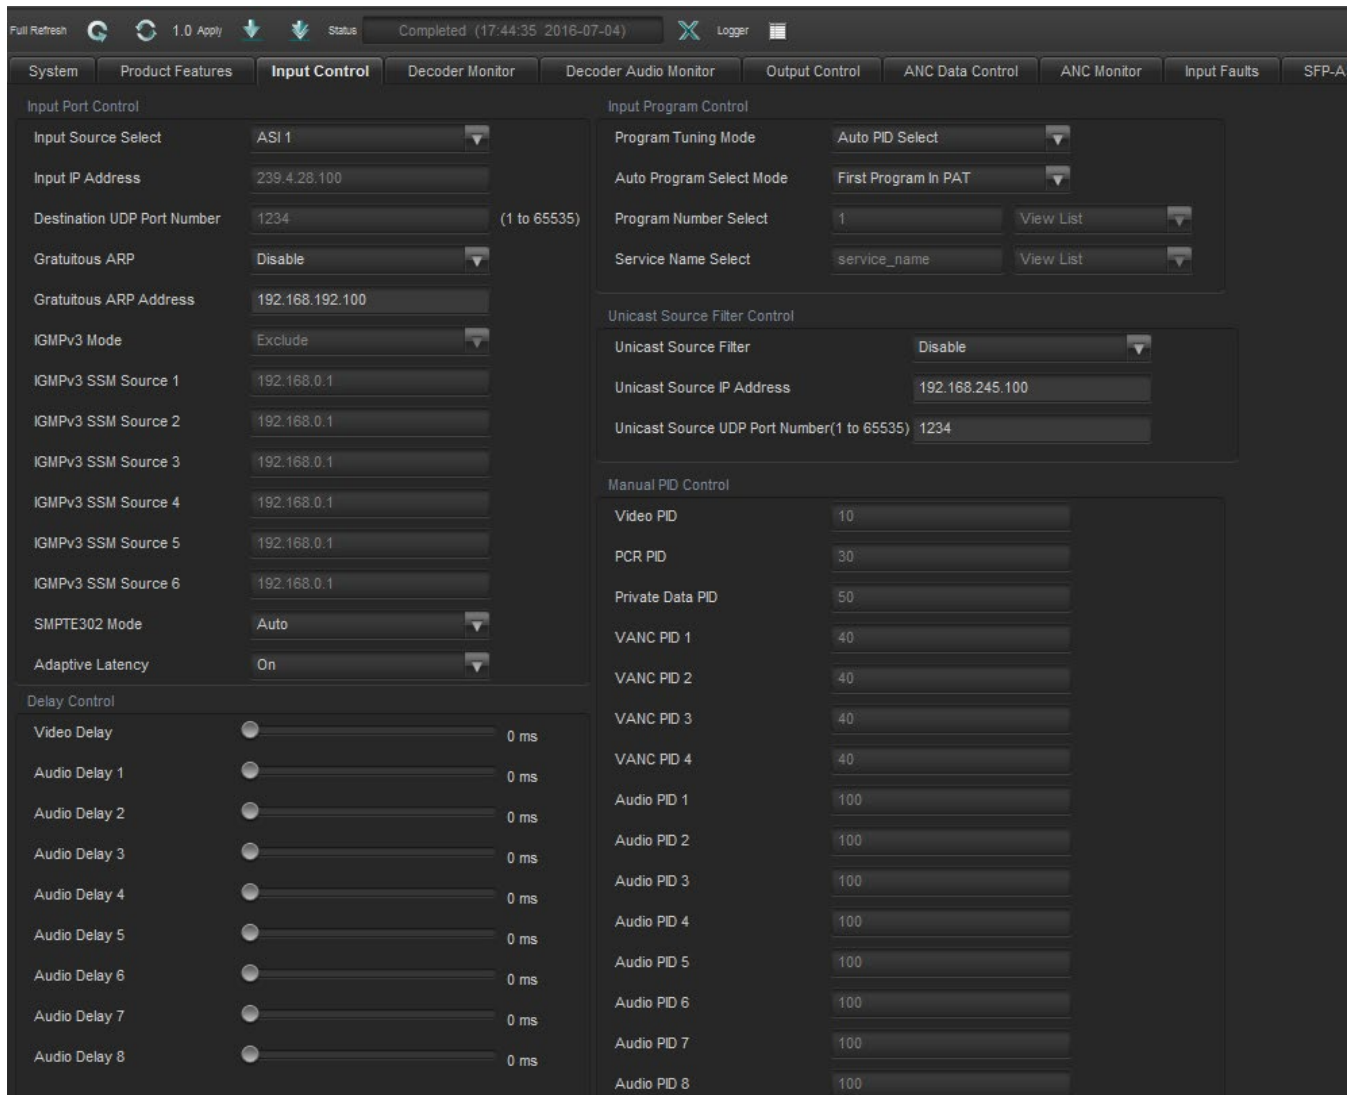 Full Refresh 1.0 Apply Status Completed (17:44:35 2016-07-04) Logger
System Product Features Input Control Decoder Monitor Decoder Audio Monitor Output Control ANC Data Control ANC Monitor Input Faults SFP-A
Input Port Control
Input Source Select ASI 1
Input IP Address 239.4.28.100
Destination UDP Port Number 1234 (1 to 65535)
Gratuitous ARP Disable
Gratuitous ARP Address 192.168.192.100
IGMPv3 Mode Exclude
IGMPv3 SSM Source 1 192.168.0.1
IGMPv3 SSM Source 2 192.168.0.1
IGMPv3 SSM Source 3 192.168.0.1
IGMPv3 SSM Source 4 192.168.0.1
IGMPv3 SSM Source 5 192.168.0.1
IGMPv3 SSM Source 6 192.168.0.1
SMPTE302 Mode Auto
Adaptive Latency On
Delay Control
Video Delay 0 ms
Audio Delay 1 0 ms
Audio Delay 2 0 ms
Audio Delay 3 0 ms
Audio Delay 4 0 ms
Audio Delay 5 0 ms
Audio Delay 6 0 ms
Audio Delay 7 0 ms
Audio Delay 8 0 ms
Input Program Control
Program Tuning Mode Auto PID Select
Auto Program Select Mode First Program In PAT
Program Number Select 1 View List
Service Name Select service_name View List
Unicast Source Filter Control
Unicast Source Filter Disable
Unicast Source IP Address 192.168.245.100
Unicast Source UDP Port Number(1 to 65535) 1234
Manual PID Control
Video PID 10
PCR PID 30
Private Data PID 50
VANC PID 1 40
VANC PID 2 40
VANC PID 3 40
VANC PID 4 40
Audio PID 1 100
Audio PID 2 100
Audio PID 3 100
Audio PID 4 100
Audio PID 5 100
Audio PID 6 100
Audio PID 7 100
Audio PID 8 100